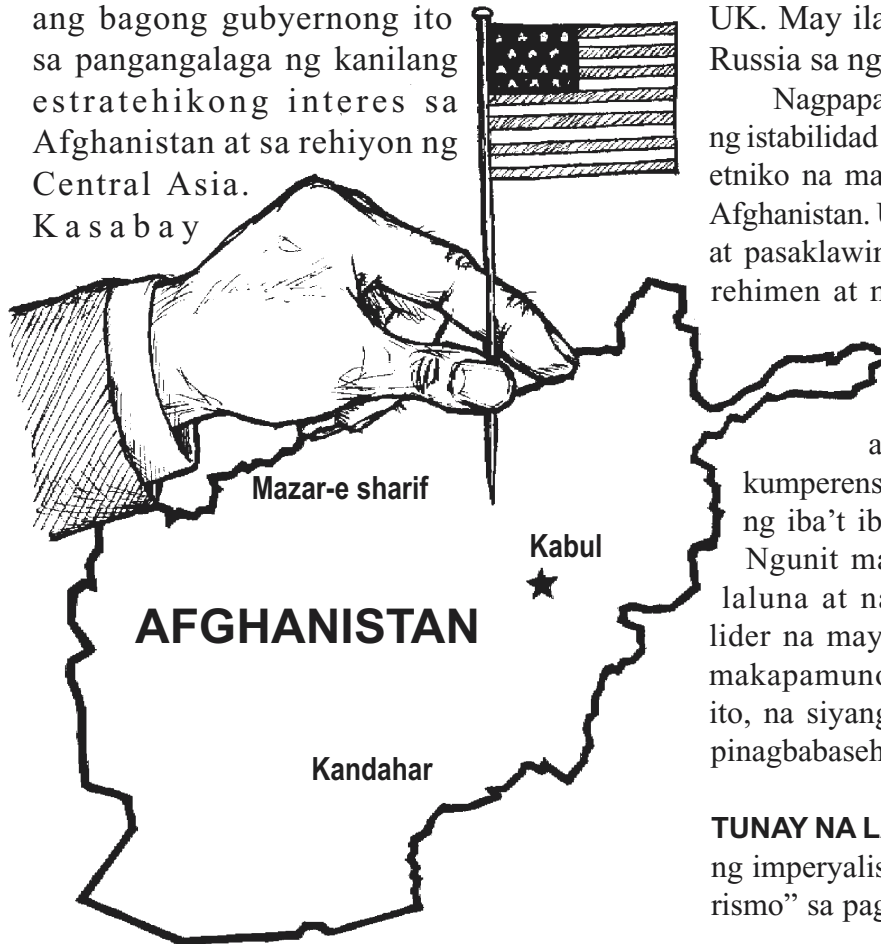 ang bagong gubyernong ito
sa pangangalaga ng kanilang
estratehikong interes sa
Afghanistan at sa rehiyon ng
Central Asia.
Kasabay
Mazar-e sharif
Kabul
AFGHANISTAN
Kandahar
UK. May ila
Russia sa ng
Nagpapa
ng istabilidad
etniko na ma
Afghanistan. U
at pasaklawin
rehimen at m
a
kumperens
ng iba’t ib
Ngunit ma
laluna at na
lider na may
makapamuno
ito, na siyang
pinagbabaseh
TUNAY NA LA
ng imperyalis
rismo” sa pag